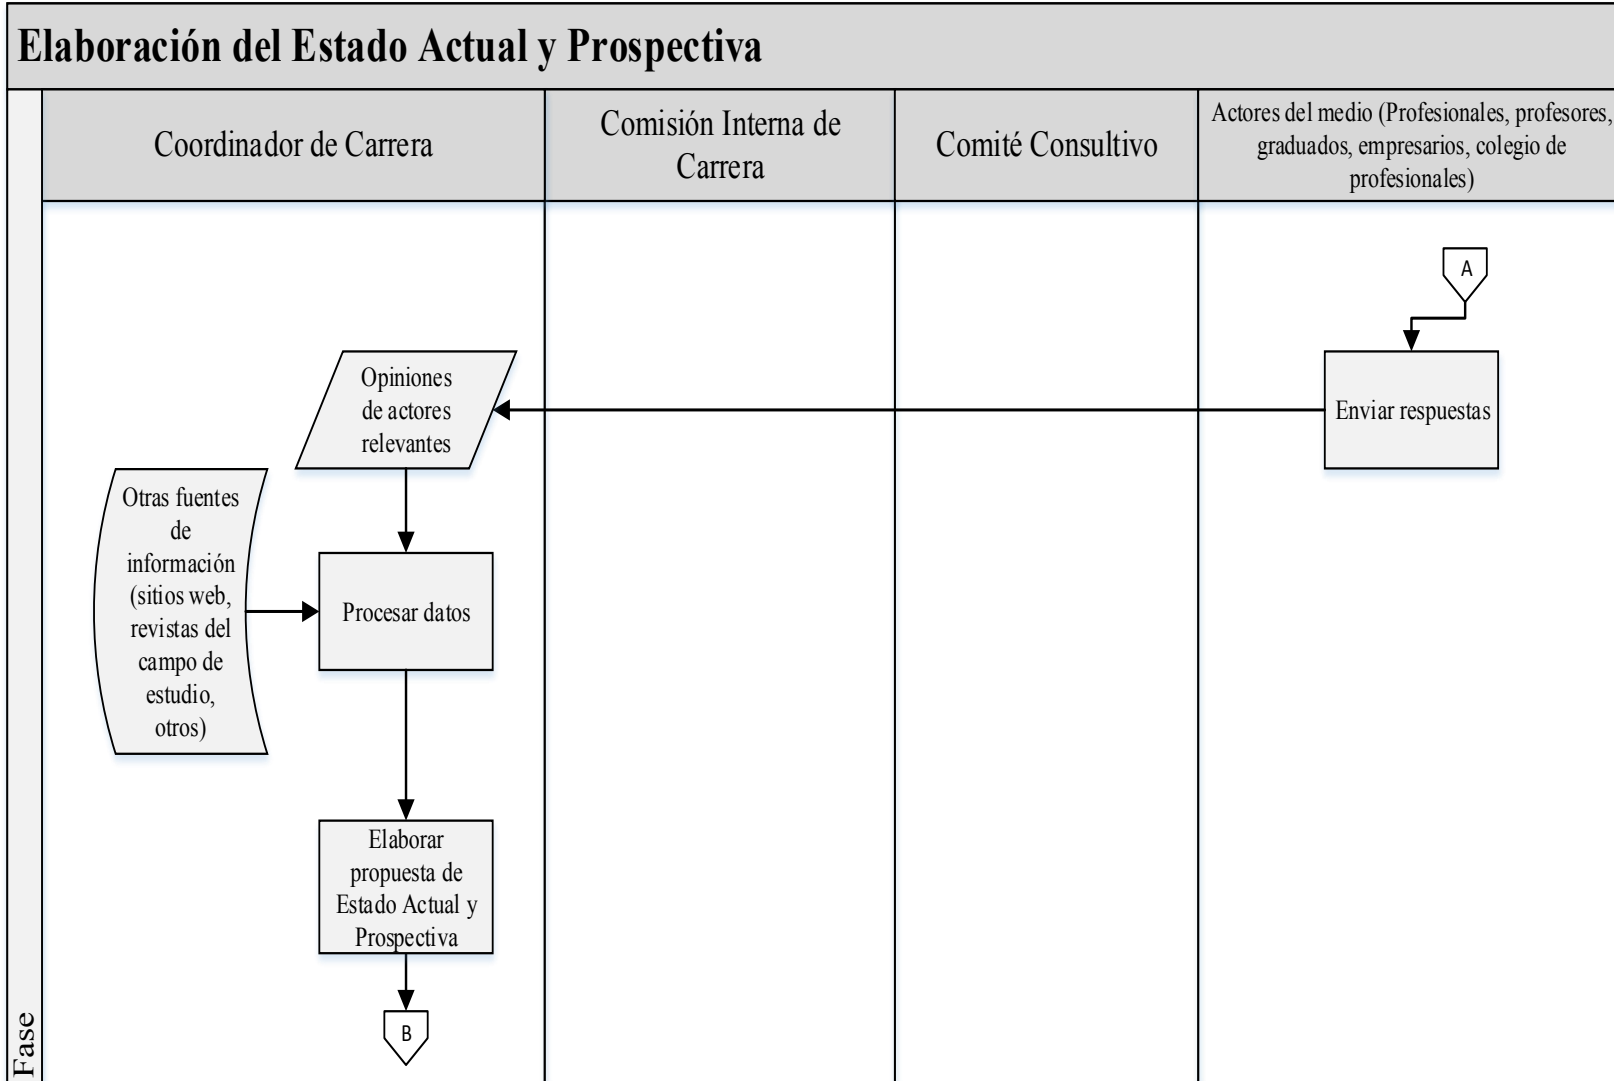 Elaboración del Estado Actual y Prospectiva
Coordinador de Carrera
Comisión Interna de
Carrera
Comité Consultivo
Actores del medio (Profesionales, profesores,
graduados, empresarios, colegio de
profesionales)
A
Opiniones
de actores
relevantes
Enviar respuestas
Otras fuentes
de
información
(sitios web,
revistas del
campo de
estudio,
otros)
Procesar datos
Elaborar
propuesta de
Estado Actual y
Prospectiva
B
Fase